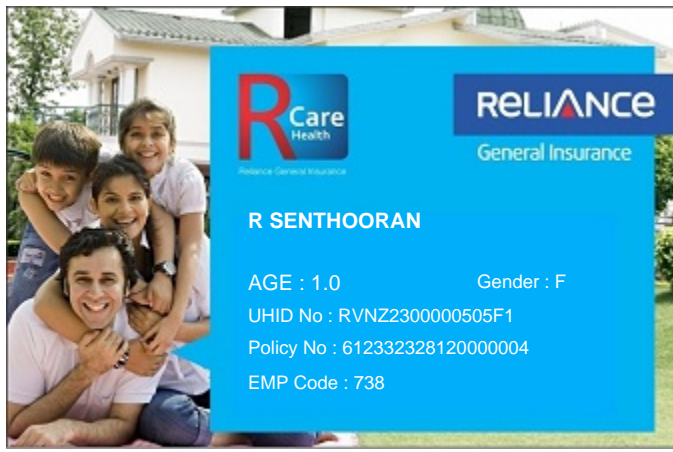 R Care
Health
Reliance General Insurance
RELIANCE
General Insurance
R SENTHOORAN
AGE : 1.0 Gender : F
UHID No : RVNZ2300000505F1
Policy No : 612332328120000004
EMP Code : 738